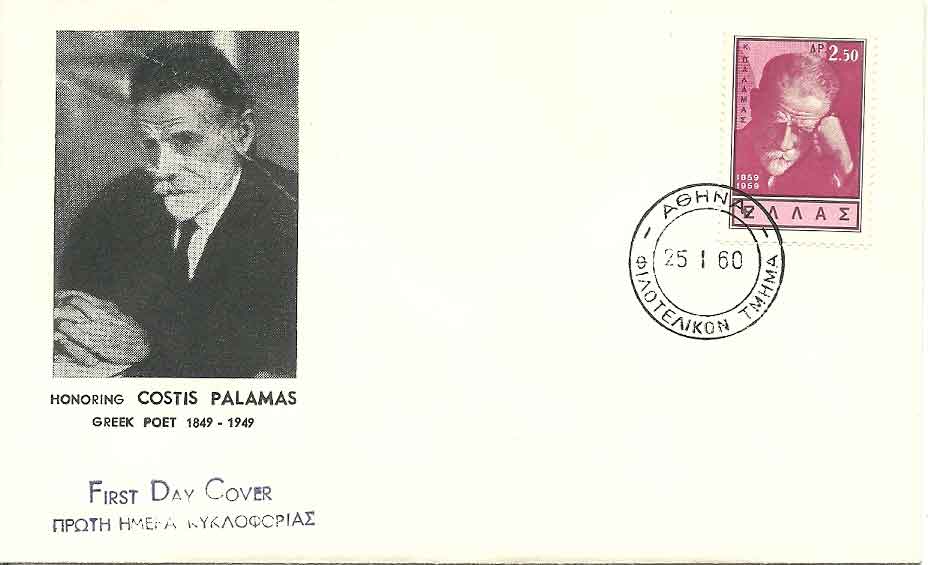 HONORING COSTIS PALAMAS
GREEK POET 1849 - 1949
FIRST DAY COVER
ΠΡΩΤΗ ΗΜΕΡΑ ΚΥΚΛΟΦΟΡΙΑΣ
Κ. ΠΑΛΑΜΑΣ
ΔΡ 2.50
1859
1959
ΕΛΛΑΣ
ΑΘΗΝΑΙ
25 I 60
ΦΙΛΟΤΕΛΙΚΟΝ ΤΜΗΜΑ